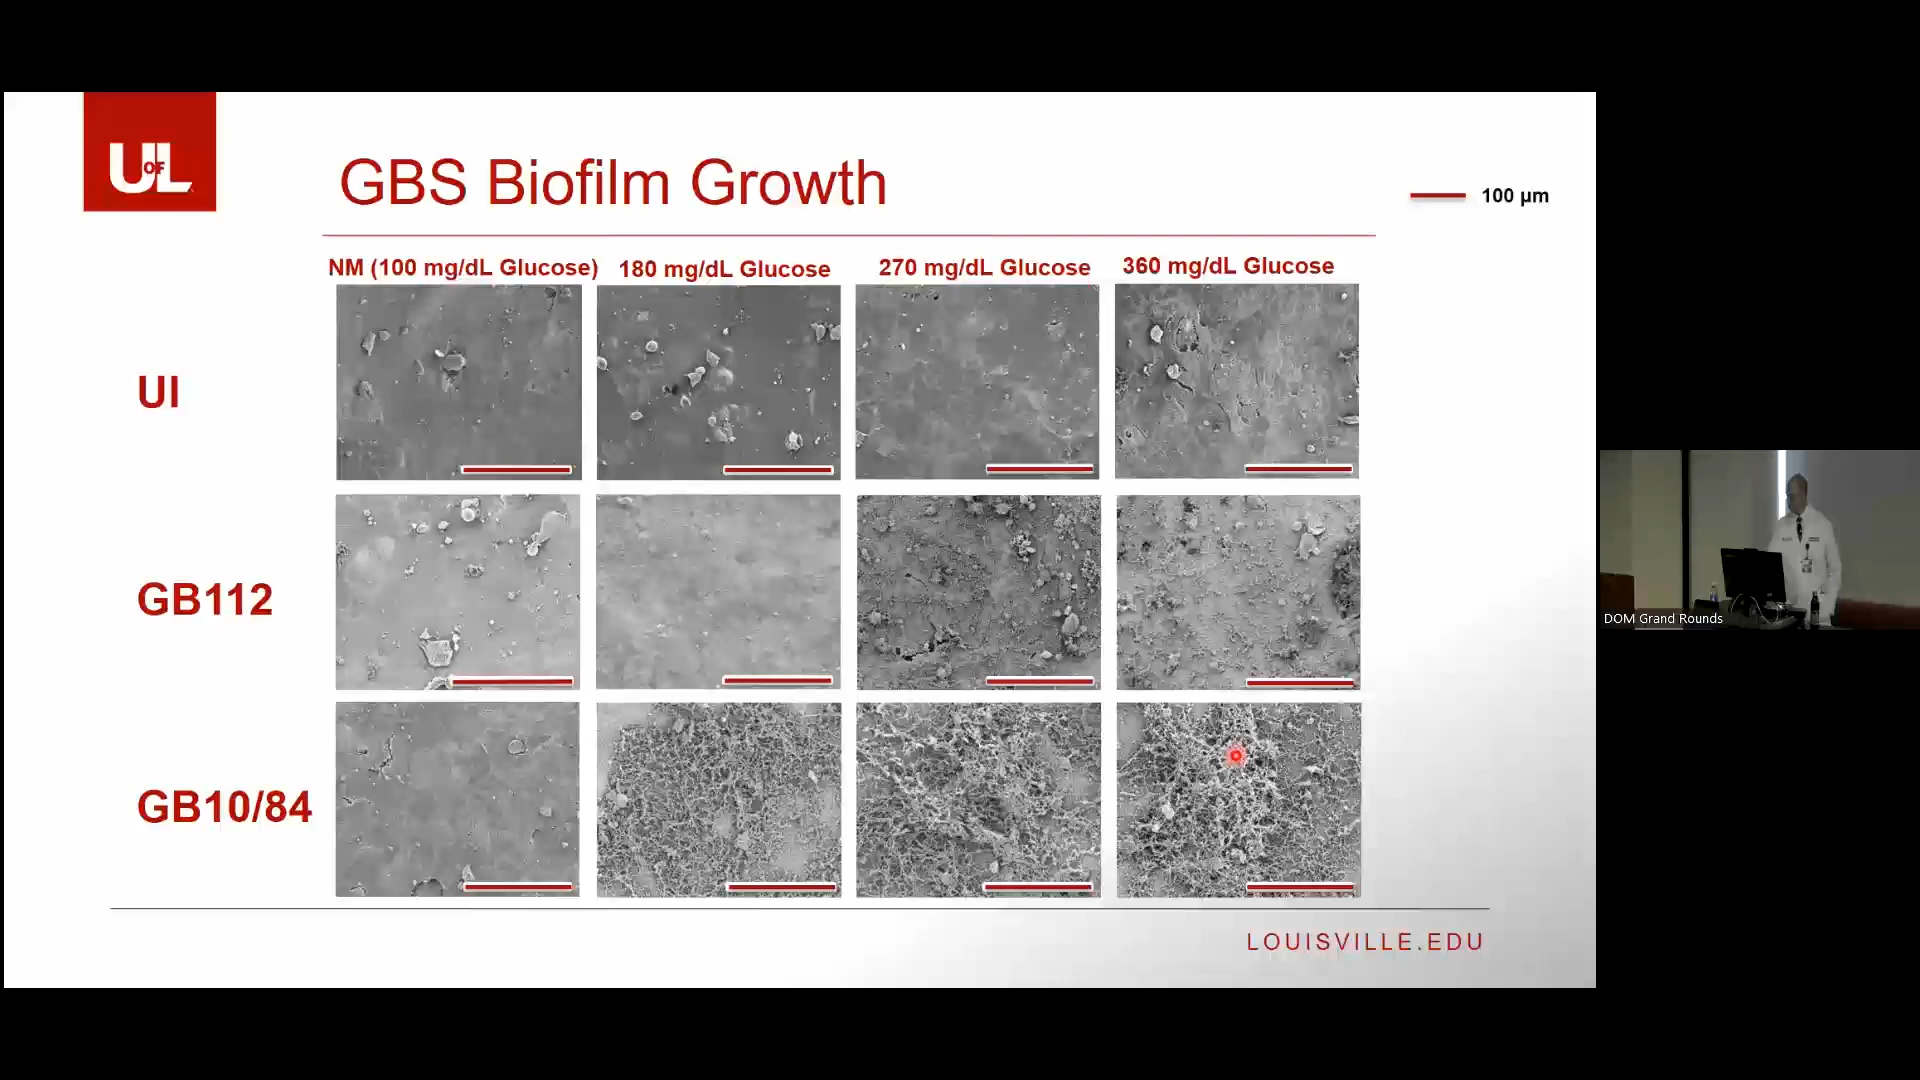 UOFL
GBS Biofilm Growth
100 µm
NM (100 mg/dL Glucose)
180 mg/dL Glucose
270 mg/dL Glucose
360 mg/dL Glucose
UI
GB112
GB10/84
DOM Grand Rounds
LOUISVILLE.EDU